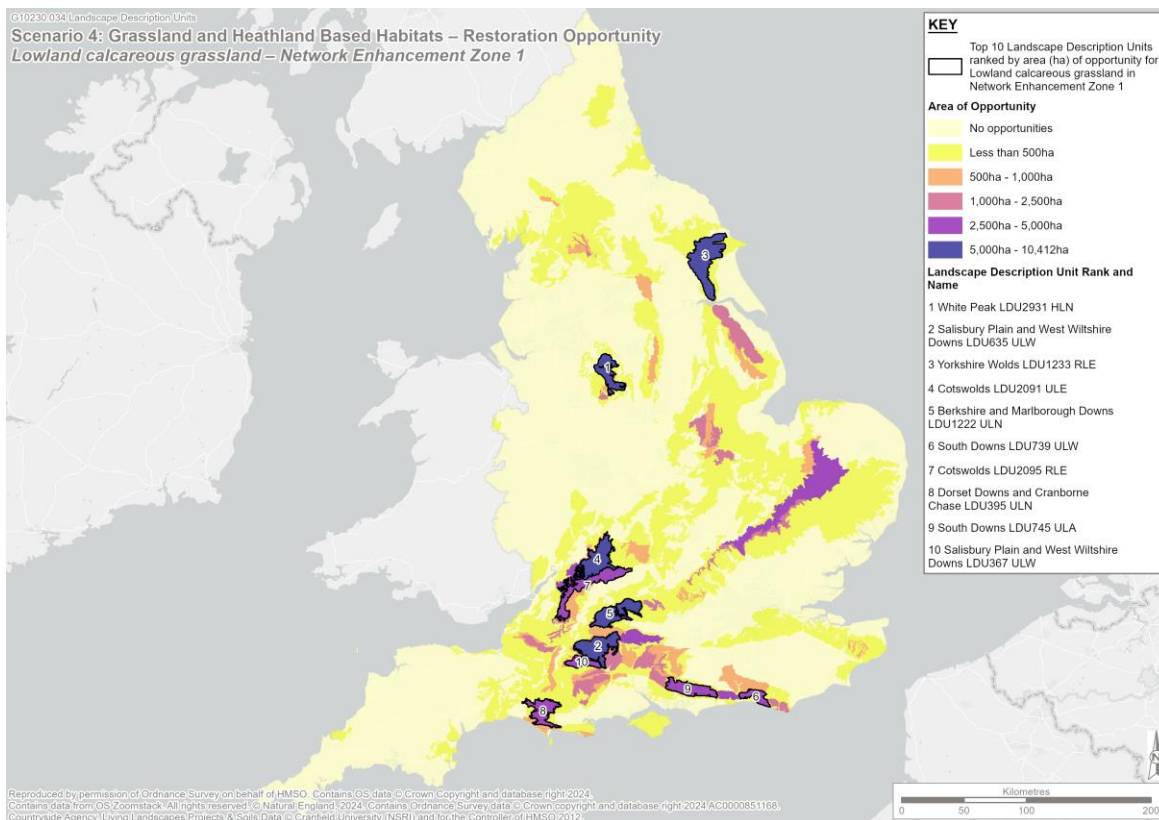 G10230.034 Landscape Description Units
Scenario 4: Grassland and Heathland Based Habitats – Restoration Opportunity
Lowland calcareous grassland – Network Enhancement Zone 1
KEY
Top 10 Landscape Description Units
ranked by area (ha) of opportunity for
Lowland calcareous grassland in
Network Enhancement Zone 1
Area of Opportunity
No opportunities
Less than 500ha
500ha - 1,000ha
1,000ha - 2,500ha
2,500ha - 5,000ha
5,000ha - 10,412ha
Landscape Description Unit Rank and
Name
1 White Peak LDU2931 HLN
2 Salisbury Plain and West Wiltshire
Downs LDU635 ULW
3 Yorkshire Wolds LDU1233 RLE
4 Cotswolds LDU2091 ULE
5 Berkshire and Marlborough Downs
LDU1222 ULN
6 South Downs LDU739 ULW
7 Cotswolds LDU2095 RLE
8 Dorset Downs and Cranborne
Chase LDU395 ULN
9 South Downs LDU745 ULA
10 Salisbury Plain and West Wiltshire
Downs LDU367 ULW
3
1
4
7
5
2
10
9
6
8
N
Kilometres
0 50 100 200
Reproduced by permission of Ordnance Survey on behalf of HMSO. Contains OS data © Crown Copyright and database right 2024.
Contains data from OS Zoomstack. All rights reserved. © Natural England, 2024. Contains Ordnance Survey data © Crown copyright and database right 2024 AC0000851168.
Countryside Agency, Living Landscapes Projects & Soils Data © Cranfield University, (NSRI) and for the Controller of HMSO 2012.